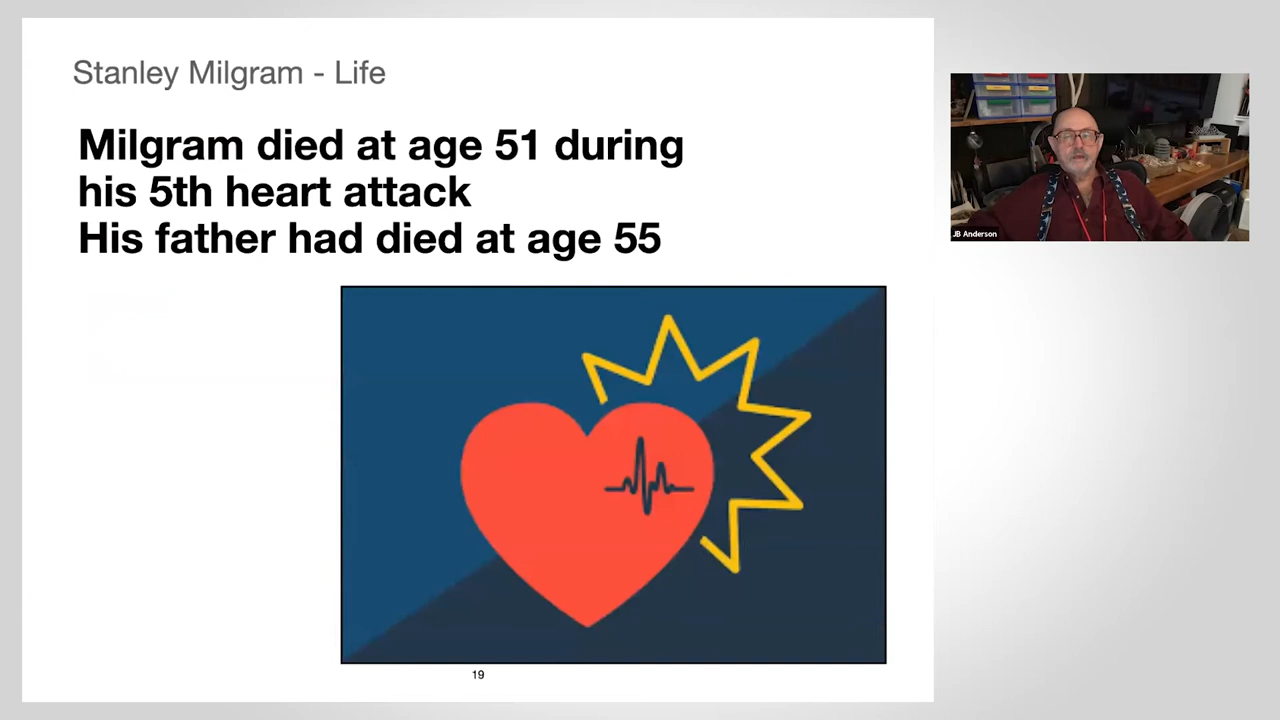 Stanley Milgram - Life
Milgram died at age 51 during
his 5th heart attack
His father had died at age 55
19
JB Anderson